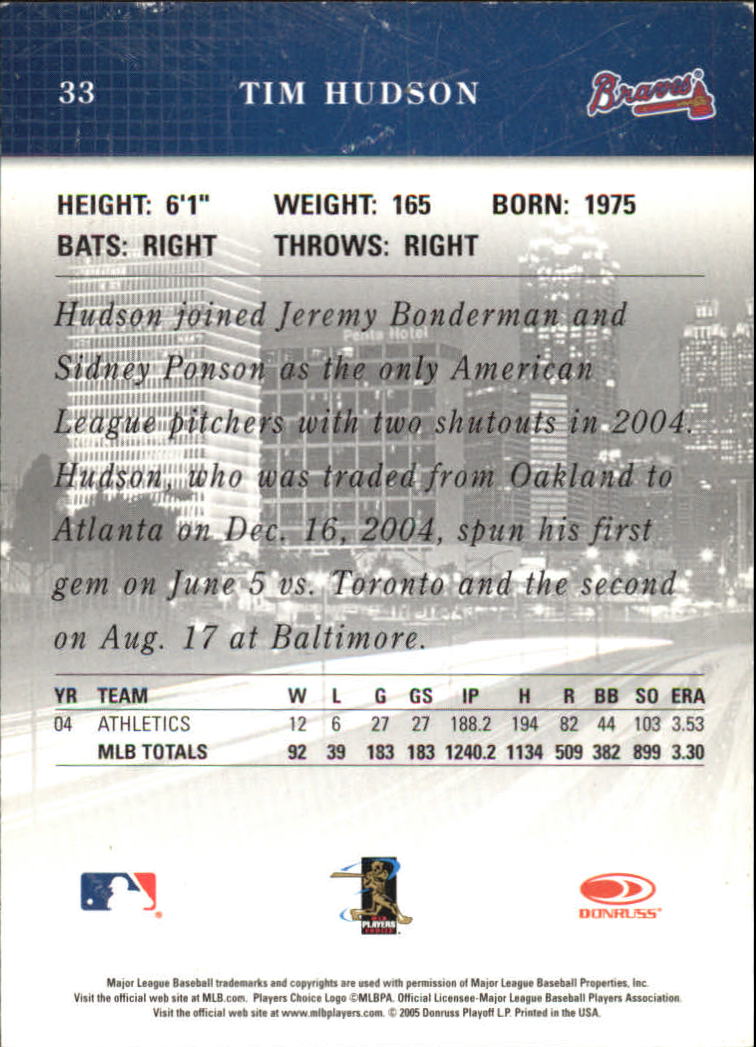 33 TIM HUDSON Braves
HEIGHT: 6'1" WEIGHT: 165 BORN: 1975
BATS: RIGHT THROWS: RIGHT
Penta Hotel
Hudson joined Jeremy Bonderman and
Sidney Ponson as the only American
League pitchers with two shutouts in 2004.
Hudson, who was traded from Oakland to
Atlanta on Dec. 16, 2004, spun his first
gem on June 5 vs. Toronto and the second
on Aug. 17 at Baltimore.
YR TEAM W L G GS IP H R BB SO ERA
04 ATHLETICS 12 6 27 27 188.2 194 82 44 103 3.53
MLB TOTALS 92 39 183 183 1240.2 1134 509 382 899 3.30
PLAYERS
CHOICE
DONRUSS
Major League Baseball trademarks and copyrights are used with permission of Major League Baseball Properties, Inc.
Visit the official web site at MLB.com. Players Choice Logo ©MLBPA. Official Licensee-Major League Baseball Players Association.
Visit the official web site at www.mlbplayers.com. © 2005 Donruss Playoff L.P. Printed in the USA.